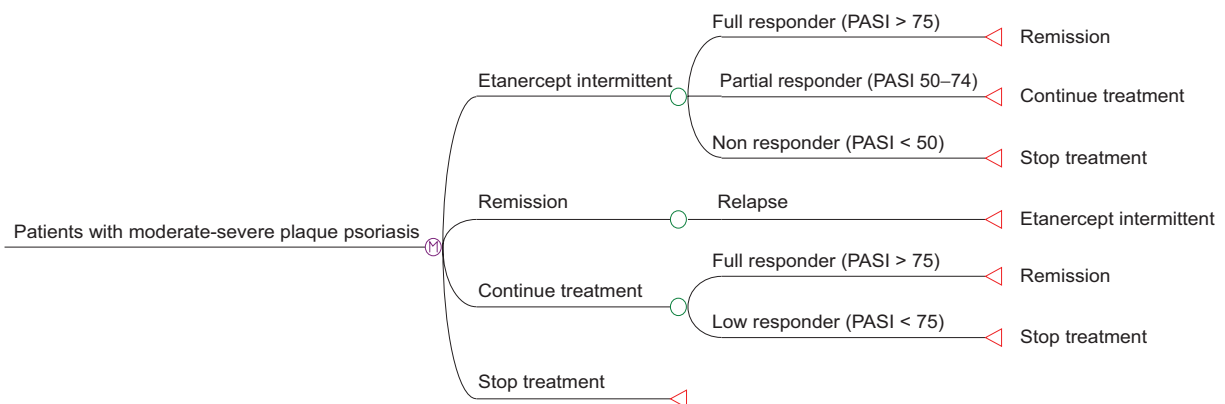 Full responder (PASI > 75)
Remission
Etanercept intermittent
Partial responder (PASI 50–74)
Continue treatment
Non responder (PASI < 50)
Stop treatment
Remission
Relapse
Etanercept intermittent
Patients with moderate-severe plaque psoriasis
M
Full responder (PASI > 75)
Remission
Continue treatment
Low responder (PASI < 75)
Stop treatment
Stop treatment